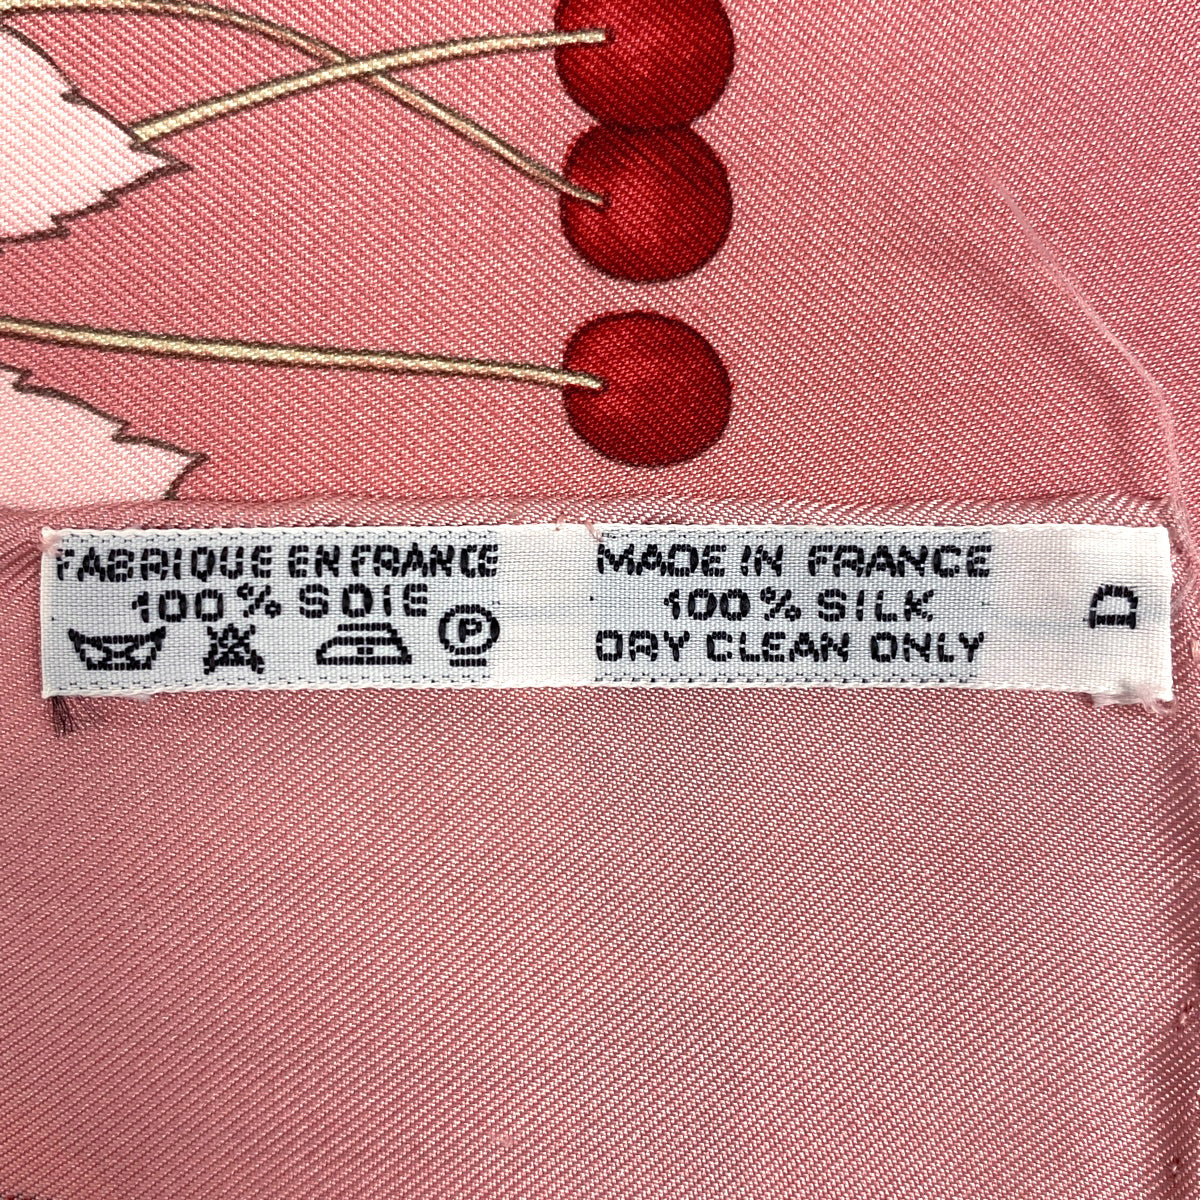 FABRIQUE EN FRANCE
100% SOIE
P
MADE IN FRANCE
100% SILK
DRY CLEAN ONLY
D